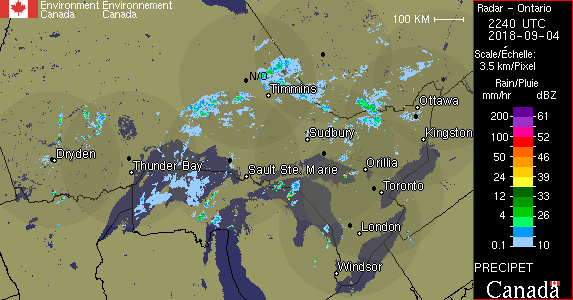 Environment Environnement
Canada Canada
100 KM
N/O
Timmins
Ottawa
Sudbury
Kingston
Dryden
Thunder Bay
Sault Ste. Marie
Orillia
Toronto
London
Windsor
Radar - Ontario
2240 UTC
2018-09-04
Scale/Échelle:
3.5 km/Pixel
Rain/Pluie
mm/hr dBZ
200 61
100 52
50 46
24 39
12 33
4 26
2 20
0.1 10
PRECIPET
Canada